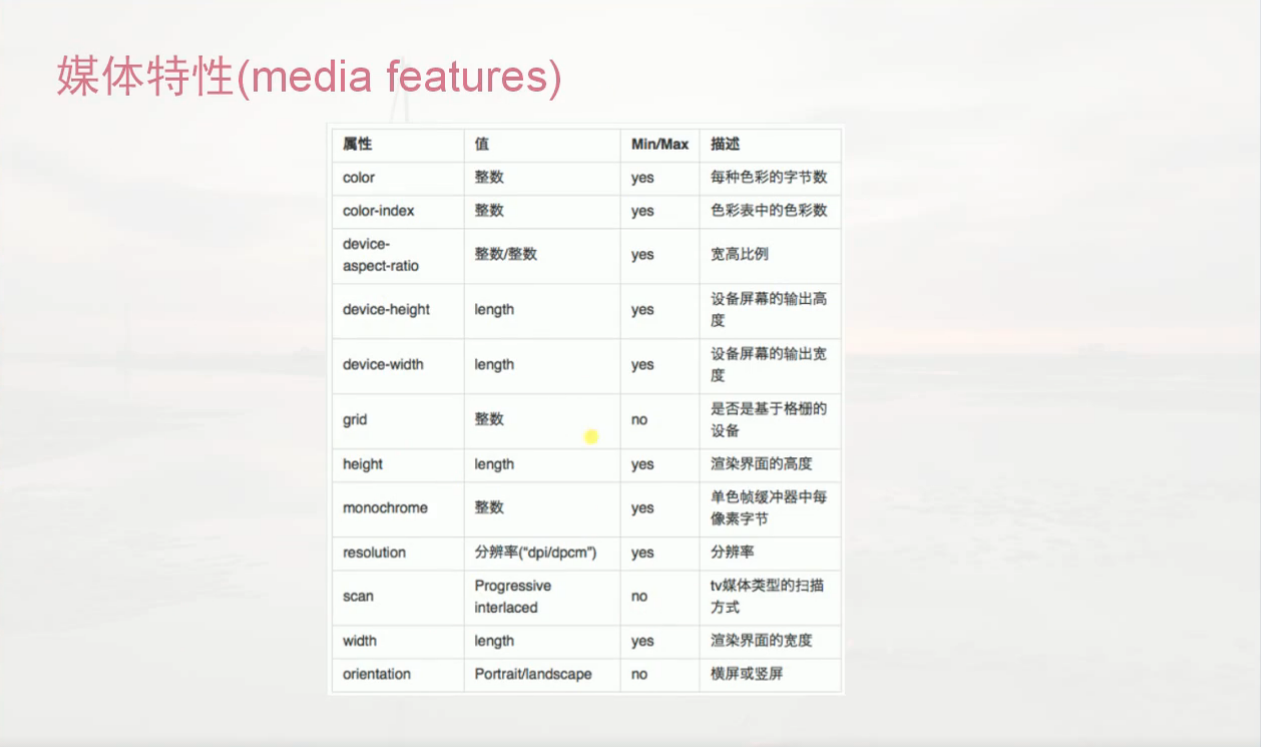 媒体特性(media features)
属性 值 Min/Max 描述
color 整数 yes 每种色彩的字节数
color-index 整数 yes 色彩表中的色彩数
device-
aspect-ratio 整数/整数 yes 宽高比例
device-height length yes 设备屏幕的输出高
度
device-width length yes 设备屏幕的输出宽
度
grid 整数 no 是否是基于格栅的
设备
height length yes 渲染界面的高度
monochrome 整数 yes 单色帧缓冲器中每
像素字节
resolution 分辨率("dpi/dpcm") yes 分辨率
scan Progressive
interlaced no tv媒体类型的扫描
方式
width length yes 渲染界面的宽度
orientation Portrait/landscape no 横屏或竖屏